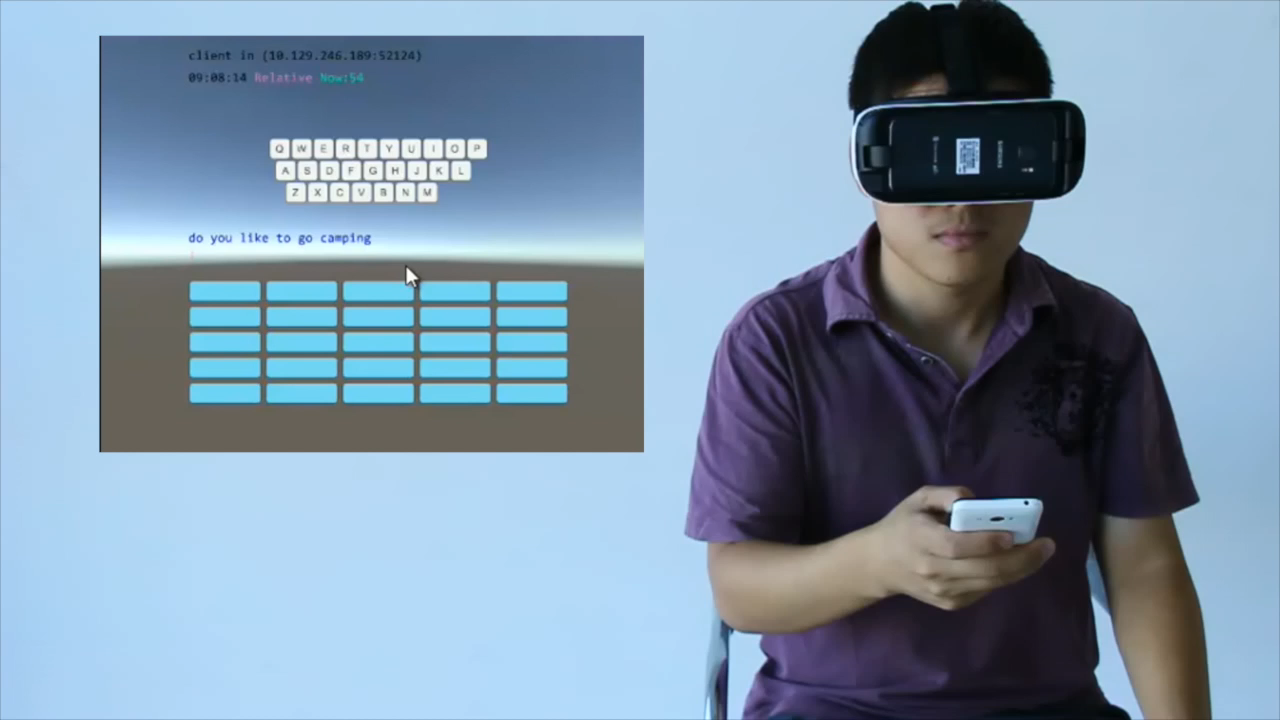 client in (10.129.246.189:52124)
09:08:14 Relative Now:54
Q W E R T Y U I O P
A S D F G H J K L
Z X C V B N M
do you like to go camping
SAMSUNG